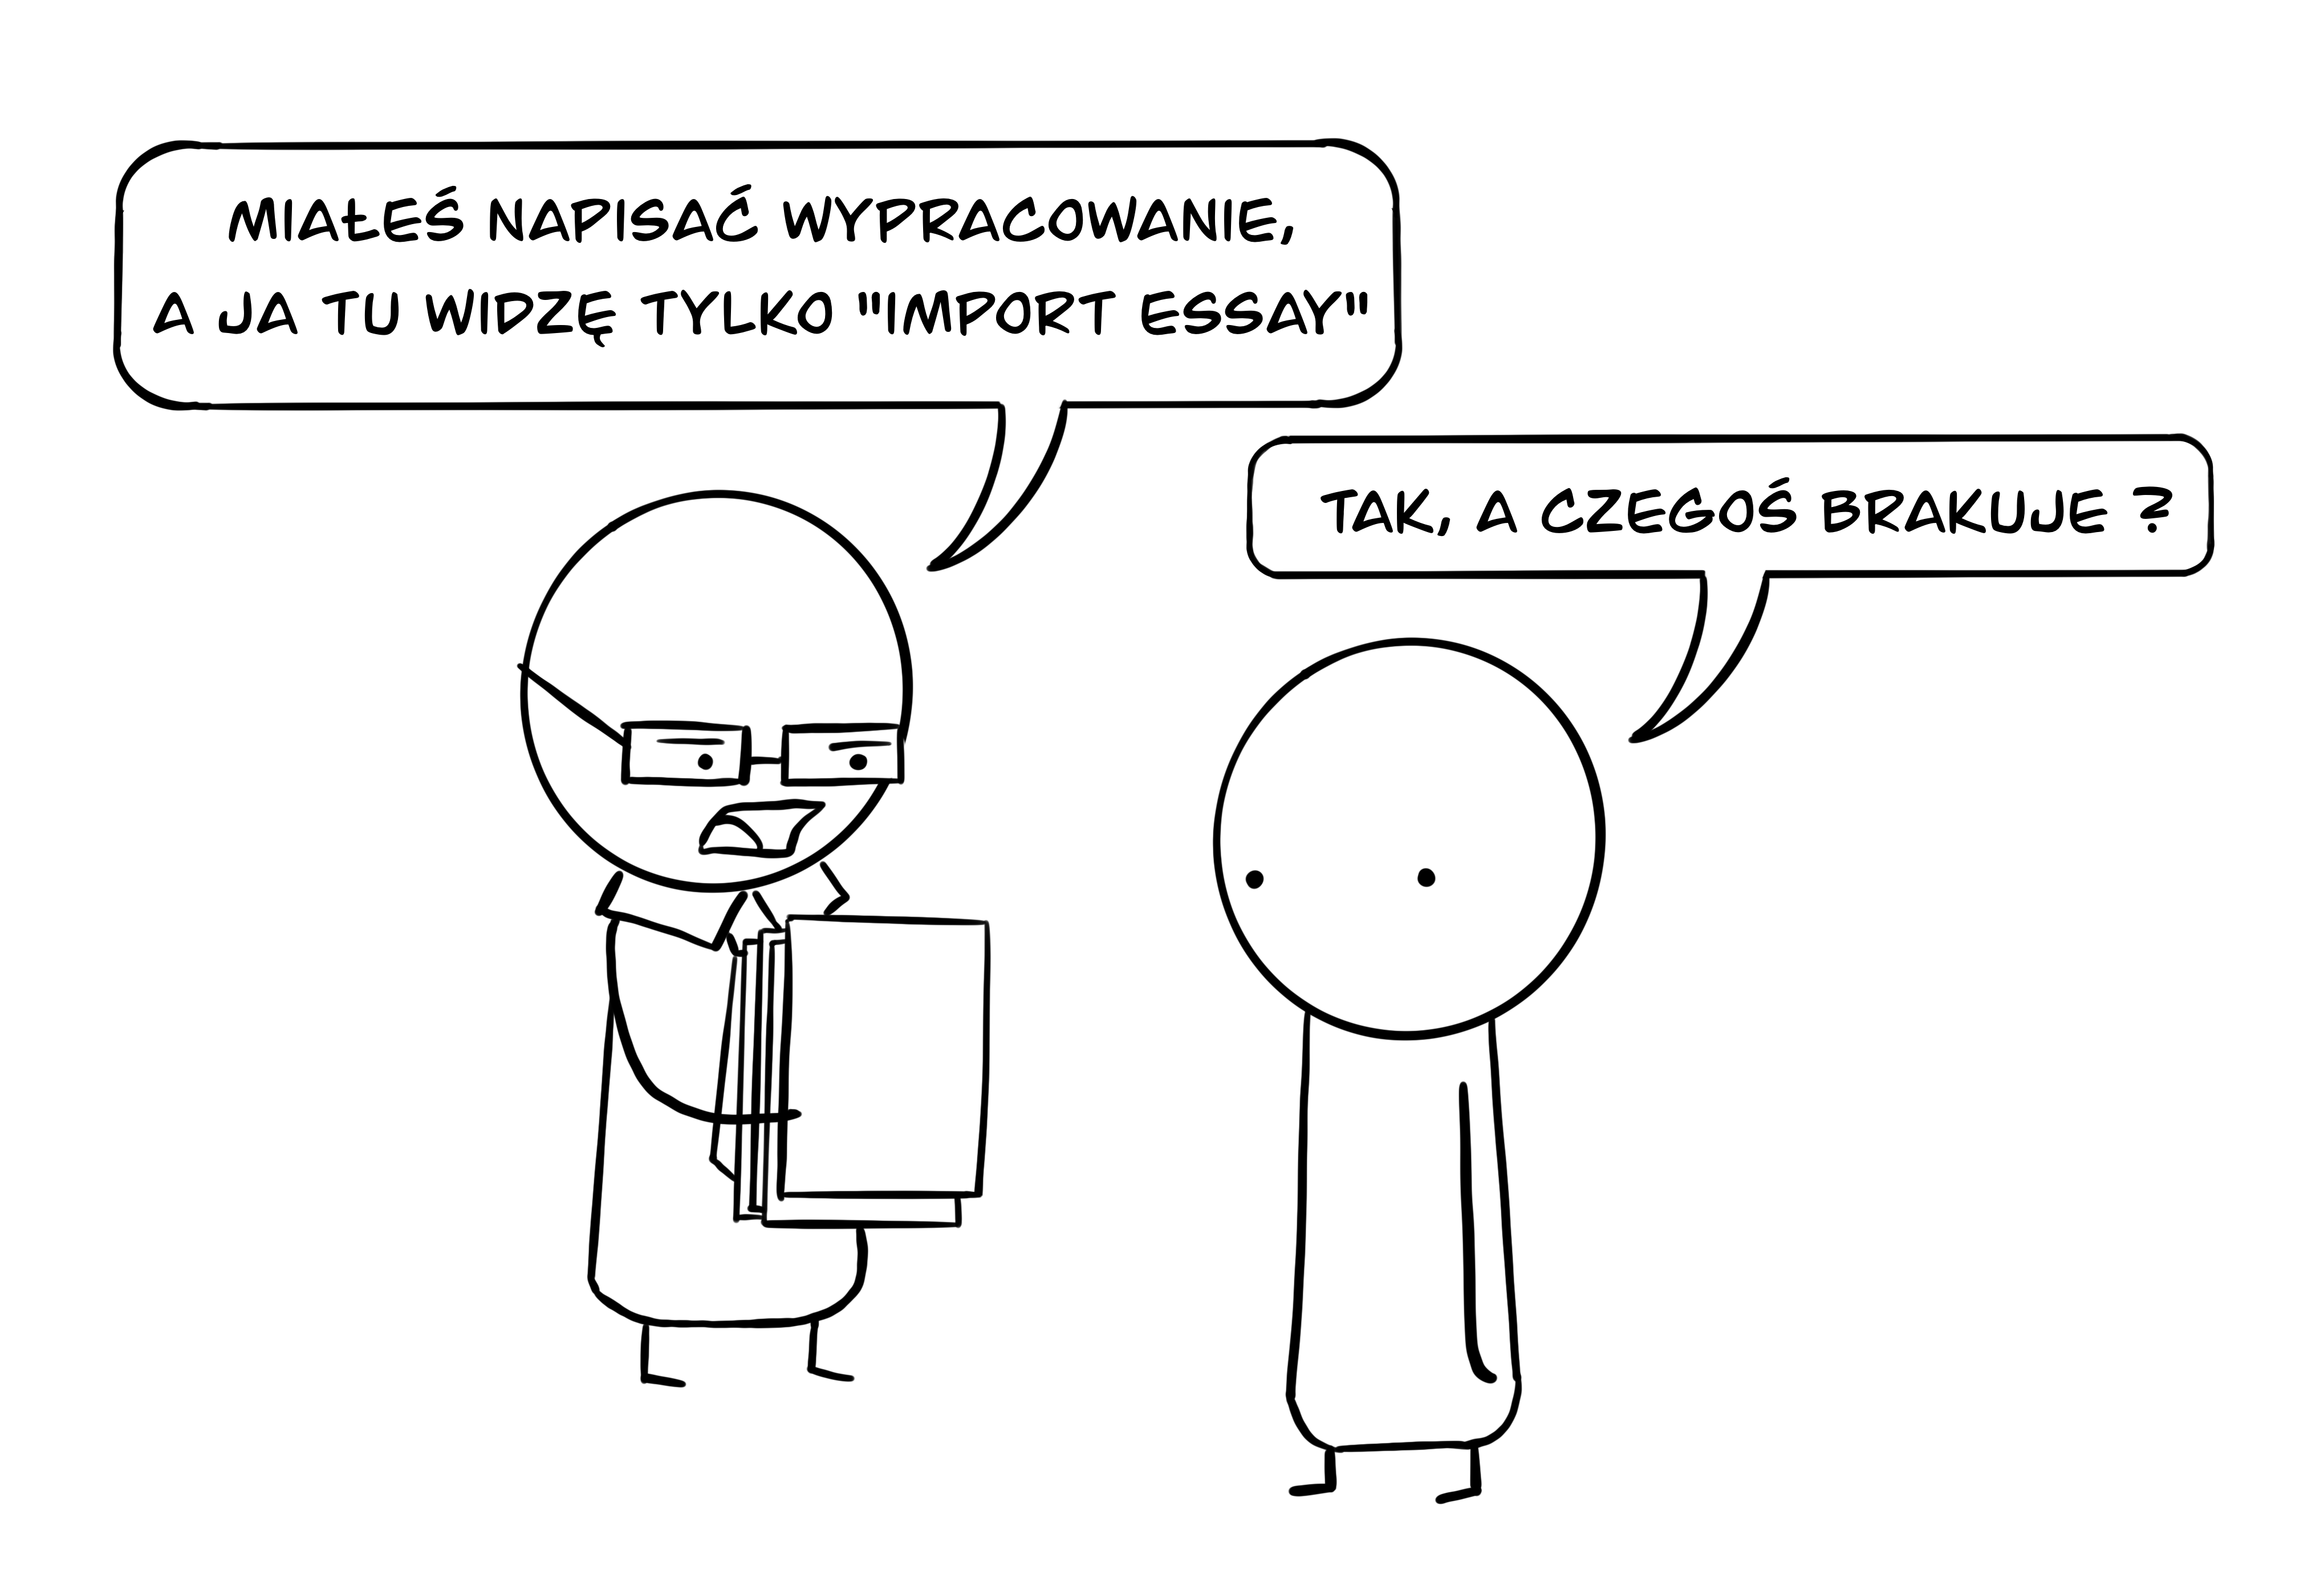 MIAŁEŚ NAPISAĆ WYPRACOWANIE,
A JA TU WIDZĘ TYLKO "IMPORT ESSAY"
TAK, A CZEGOŚ BRAKUJE ?